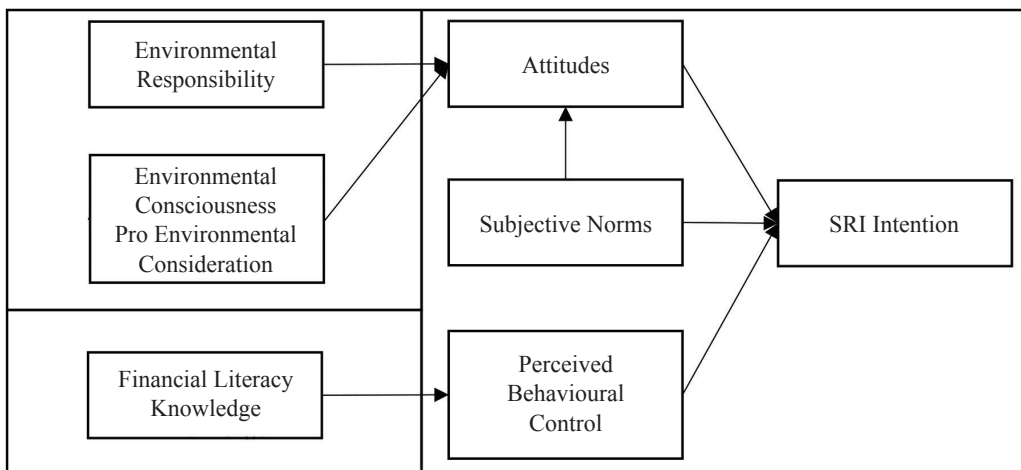 Environmental
Responsibility
Environmental
Consciousness
Pro Environmental
Consideration
Financial Literacy
Knowledge
Attitudes
Subjective Norms
Perceived
Behavioural
Control
SRI Intention